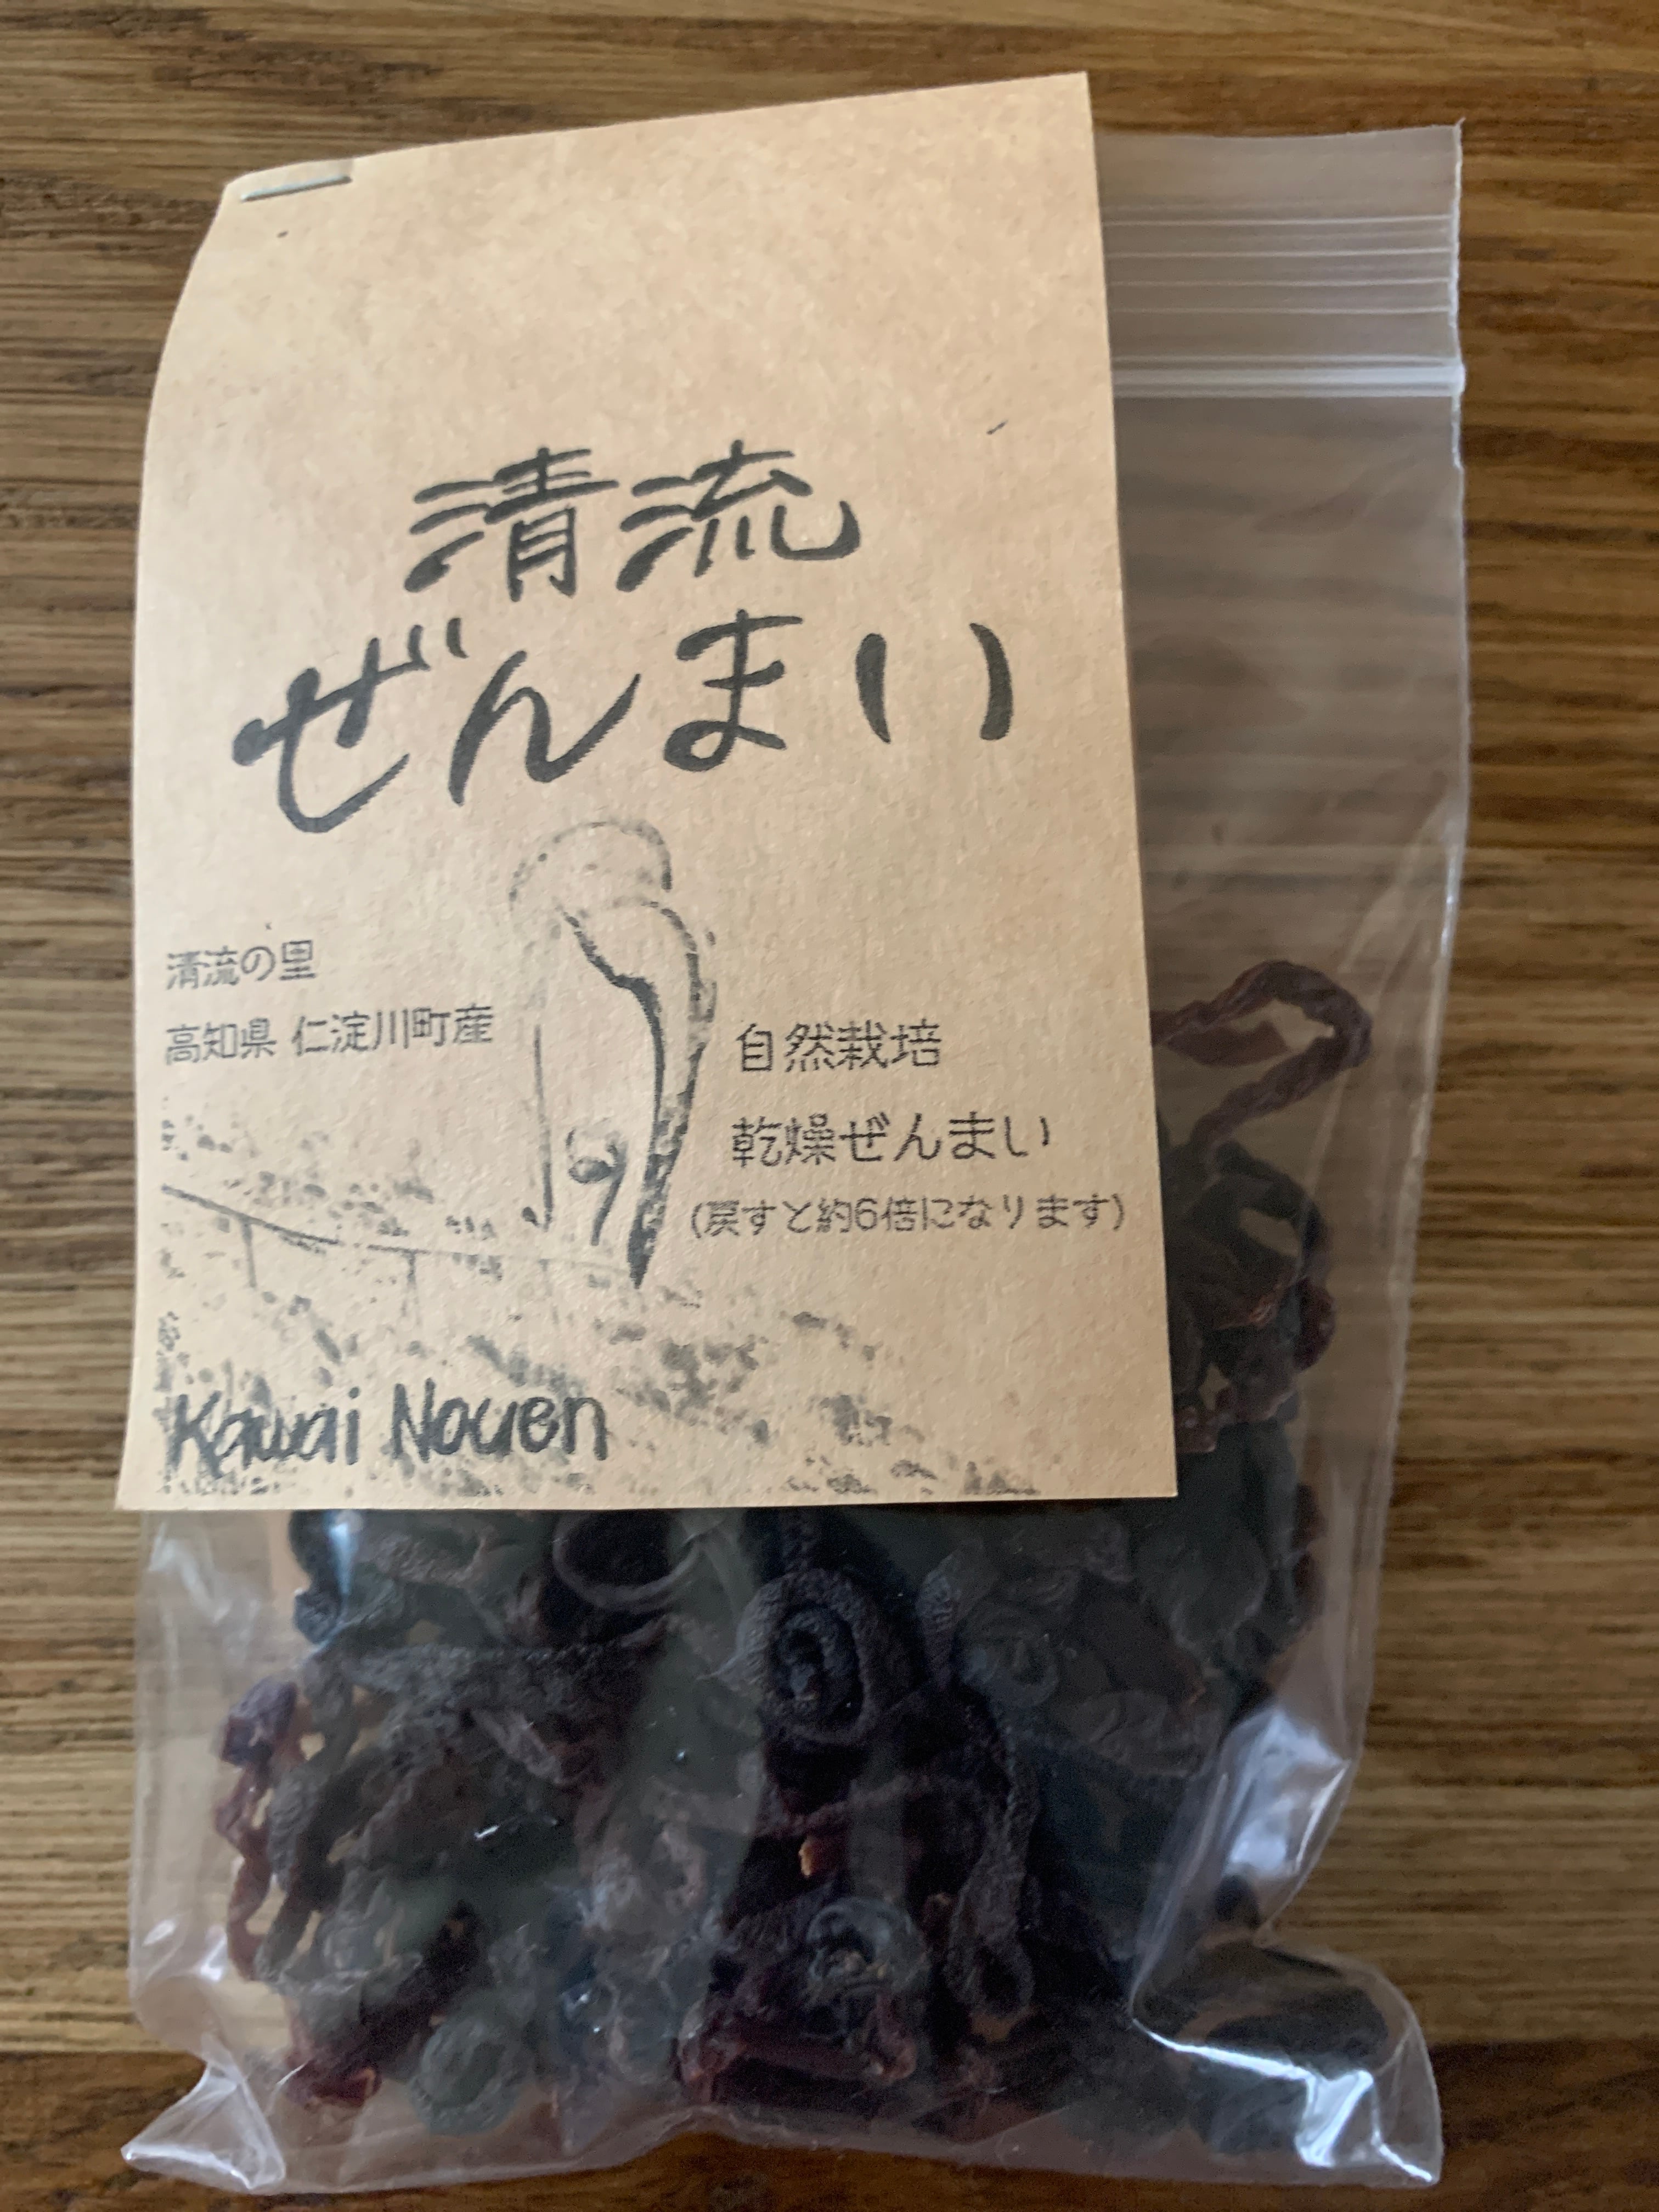 清流
ぜんまい
清流の里
高知県 仁淀川町産
自然栽培
乾燥ぜんまい
(戻すと約6倍になります)
Kawai Nouen